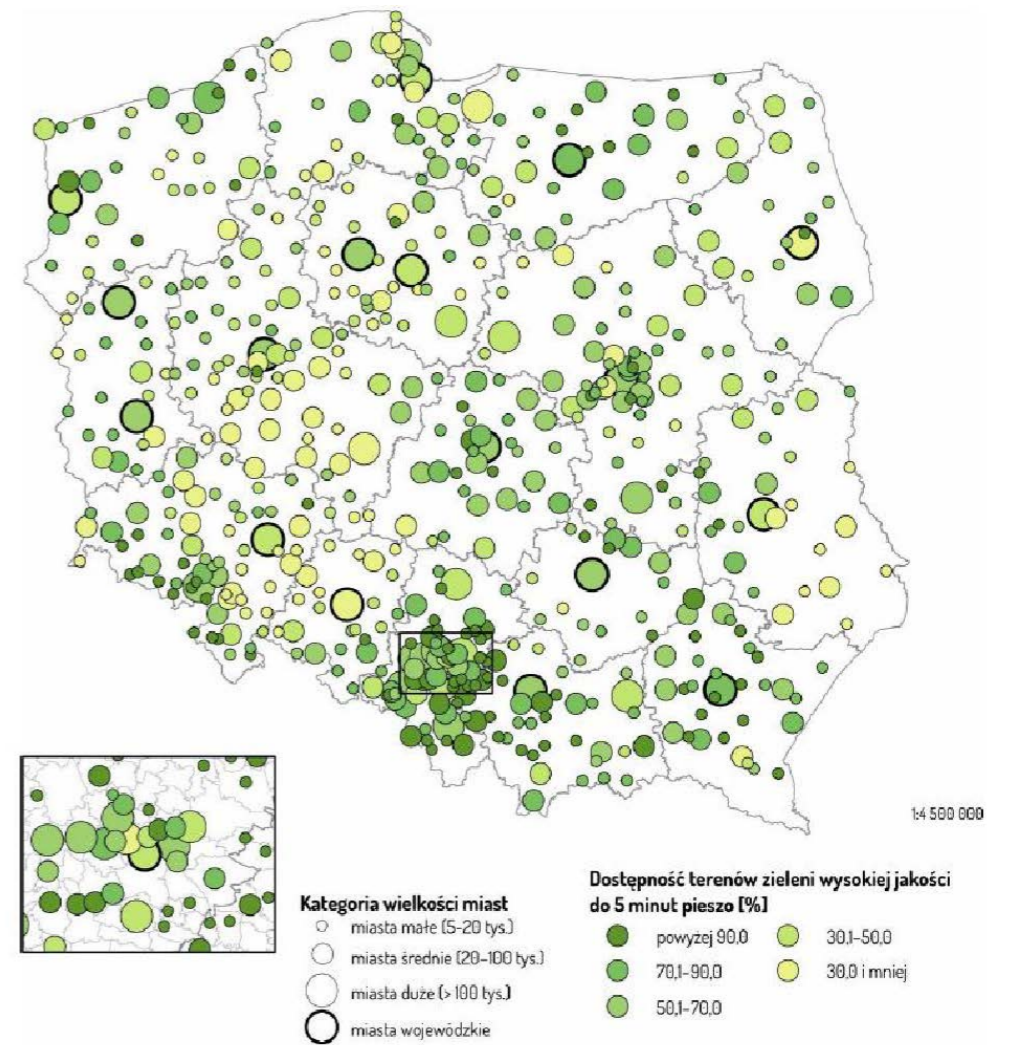 1:4 500 000
Kategoria wielkości miast
miasta małe (5-20 tys.)
miasta średnie (20-100 tys.)
miasta duże (> 100 tys.)
miasta wojewódzkie
Dostępność terenów zieleni wysokiej jakości
do 5 minut pieszo [%]
powyżej 90,0
70,1-90,0
50,1-70,0
30,1-50,0
30,0 i mniej